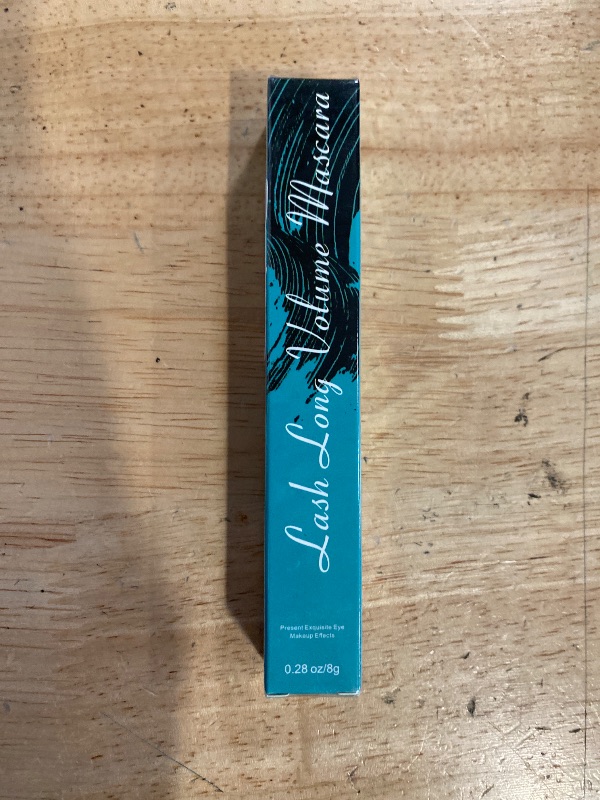 Lash Long Volume Mascara
Present Exquisite Eye
Makeup Effects
0.28 oz/8g